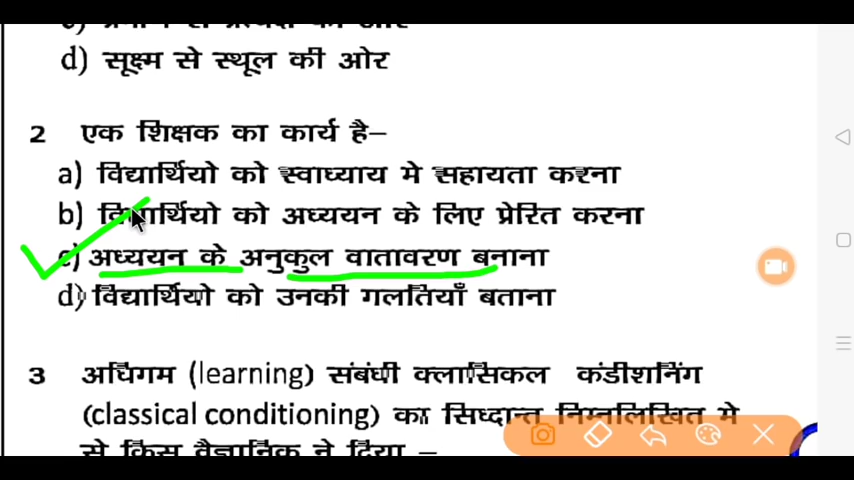 d) सूक्ष्म से स्थूल की ओर
2 एक शिक्षक का कार्य है–
a) विद्यार्थियो को स्वाध्याय मे सहायता करना
b) विद्यार्थियो को अध्ययन के लिए प्रेरित करना
c) अध्ययन के अनुकुल वातावरण बनाना
d) विद्यार्थियो को उनकी गलतियाँ बताना
3 अधिगम (learning) संबंधी क्लासिकल कंडीशनिंग
(classical conditioning) का सिध्दान्त निम्नलिखित मे
से किस वैज्ञानिक ने दिया –